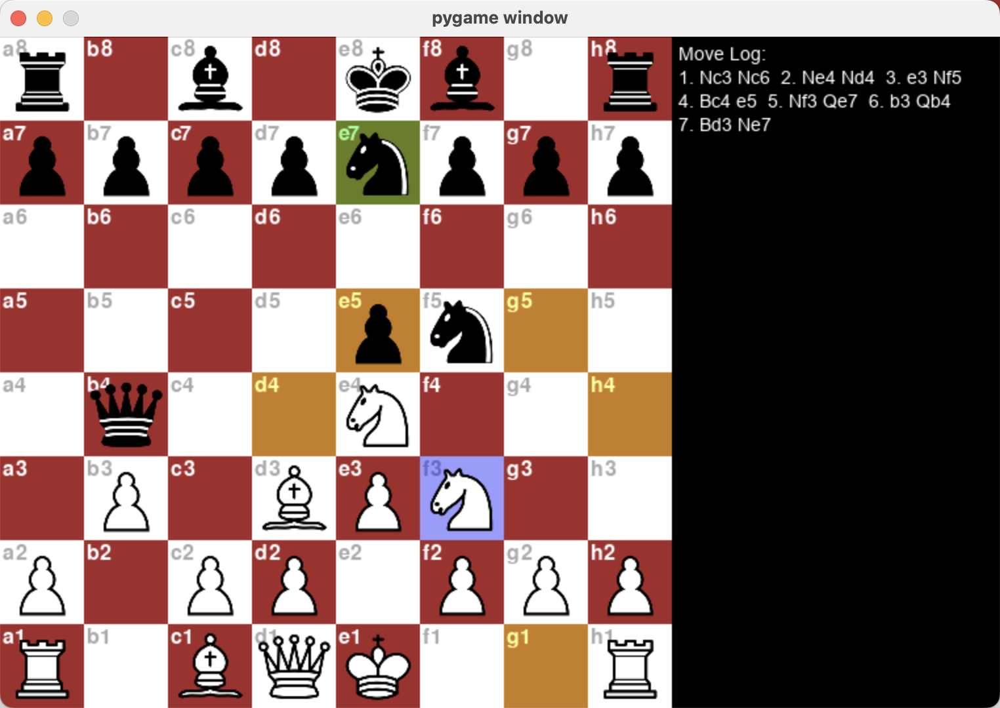 pygame window
a8 b8 c8 d8 e8 f8 g8 h8
Move Log:
1. Nc3 Nc6 2. Ne4 Nd4 3. e3 Nf5
4. Bc4 e5 5. Nf3 Qe7 6. b3 Qb4
7. Bd3 Ne7
a7 b7 c7 d7 e7 f7 g7 h7
a6 b6 c6 d6 e6 f6 g6 h6
a5 b5 c5 d5 e5 f5 g5 h5
a4 b4 c4 d4 e4 f4 g4 h4
a3 b3 c3 d3 e3 f3 g3 h3
a2 b2 c2 d2 e2 f2 g2 h2
a1 b1 c1 d1 e1 f1 g1 h1